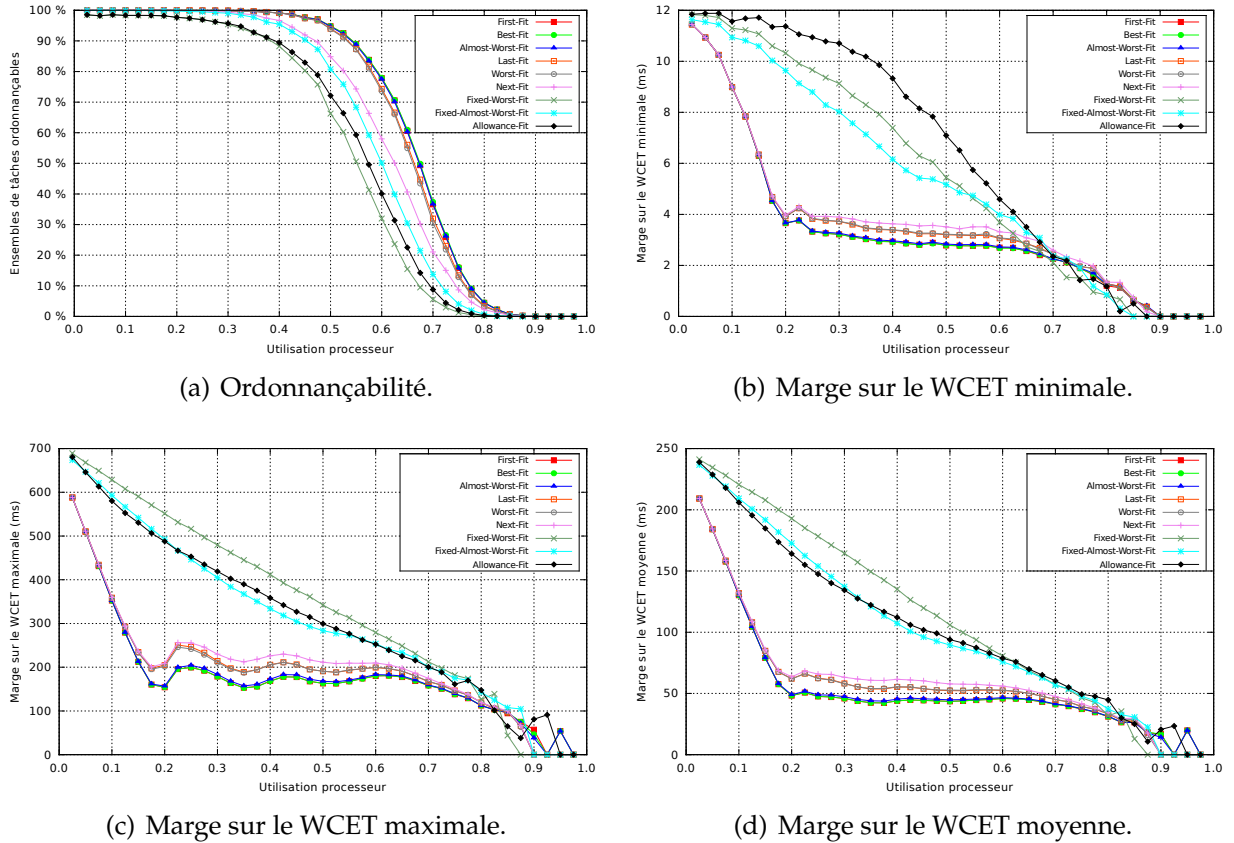 100 %
90 %
80 %
70 %
60 %
50 %
40 %
30 %
20 %
10 %
0 %
Ensembles de tâches ordonnançables
0.0 0.1 0.2 0.3 0.4 0.5 0.6 0.7 0.8 0.9 1.0
Utilisation processeur
First-Fit
Best-Fit
Almost-Worst-Fit
Last-Fit
Worst-Fit
Next-Fit
Fixed-Worst-Fit
Fixed-Almost-Worst-Fit
Allowance-Fit
(a) Ordonnançabilité.
12
10
8
6
4
2
0
Marge sur le WCET minimale (ms)
0.0 0.1 0.2 0.3 0.4 0.5 0.6 0.7 0.8 0.9 1.0
Utilisation processeur
First-Fit
Best-Fit
Almost-Worst-Fit
Last-Fit
Worst-Fit
Next-Fit
Fixed-Worst-Fit
Fixed-Almost-Worst-Fit
Allowance-Fit
(b) Marge sur le WCET minimale.
700
600
500
400
300
200
100
0
Marge sur le WCET maximale (ms)
0.0 0.1 0.2 0.3 0.4 0.5 0.6 0.7 0.8 0.9 1.0
Utilisation processeur
First-Fit
Best-Fit
Almost-Worst-Fit
Last-Fit
Worst-Fit
Next-Fit
Fixed-Worst-Fit
Fixed-Almost-Worst-Fit
Allowance-Fit
(c) Marge sur le WCET maximale.
250
200
150
100
50
0
Marge sur le WCET moyenne (ms)
0.0 0.1 0.2 0.3 0.4 0.5 0.6 0.7 0.8 0.9 1.0
Utilisation processeur
First-Fit
Best-Fit
Almost-Worst-Fit
Last-Fit
Worst-Fit
Next-Fit
Fixed-Worst-Fit
Fixed-Almost-Worst-Fit
Allowance-Fit
(d) Marge sur le WCET moyenne.